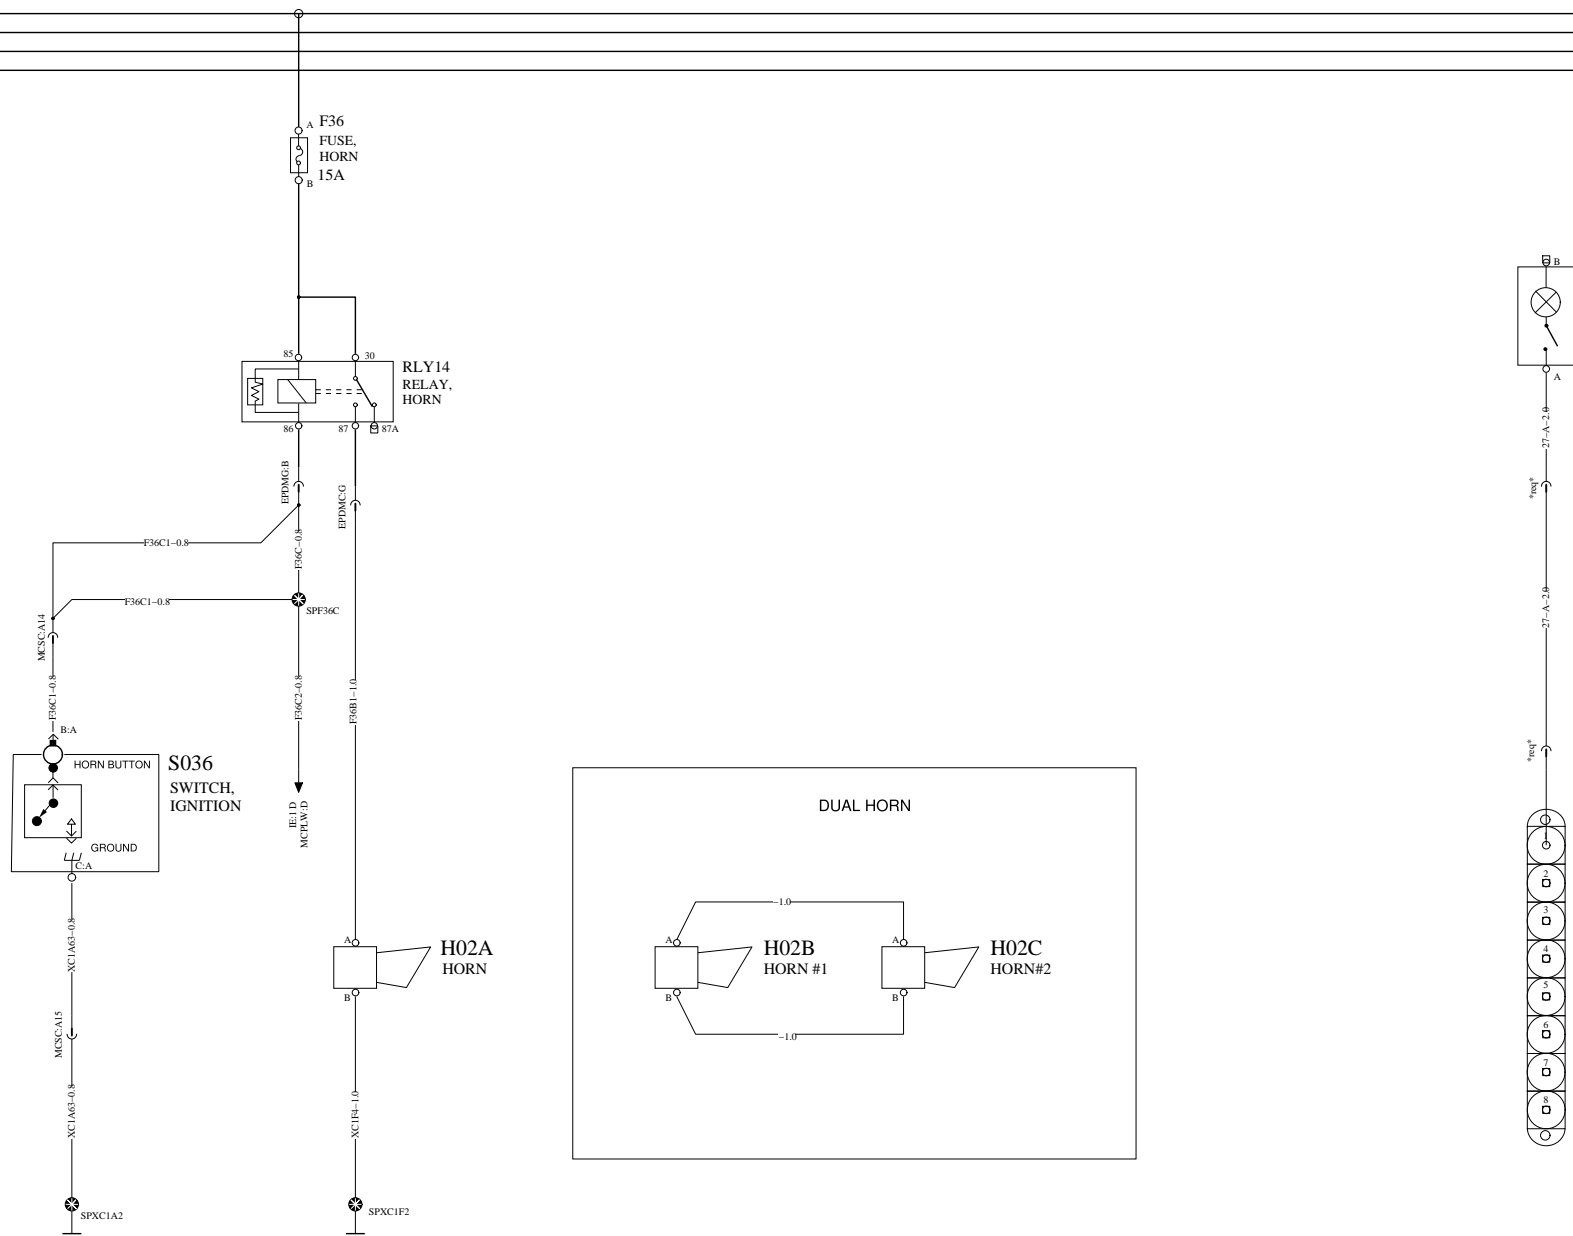 A F36
FUSE,
HORN
15A
B
85
30
RLY14
RELAY,
HORN
86
87
87A
EPDMG:B
EPDMC:G
F36C1-0.8
F36C-0.8
F36C1-0.8
SPF36C
MCSC:A14
F36C1-0.8
F36C2-0.8
F36B1-1.0
B:A
HORN BUTTON
S036
SWITCH,
IGNITION
GROUND
C:A
IE:1 D
MCPLW:D
XC1A63-0.8
MCSC:A15
XC1A63-0.8
SPXC1A2
A
H02A
HORN
B
XC1F4-1.0
SPXC1F2
DUAL HORN
-1.0
A
H02B
HORN #1
B
A
H02C
HORN#2
B
-1.0
B
A
27-A-2.0
*req*
27-A-2.0
*req*
1
2
3
4
5
6
7
8